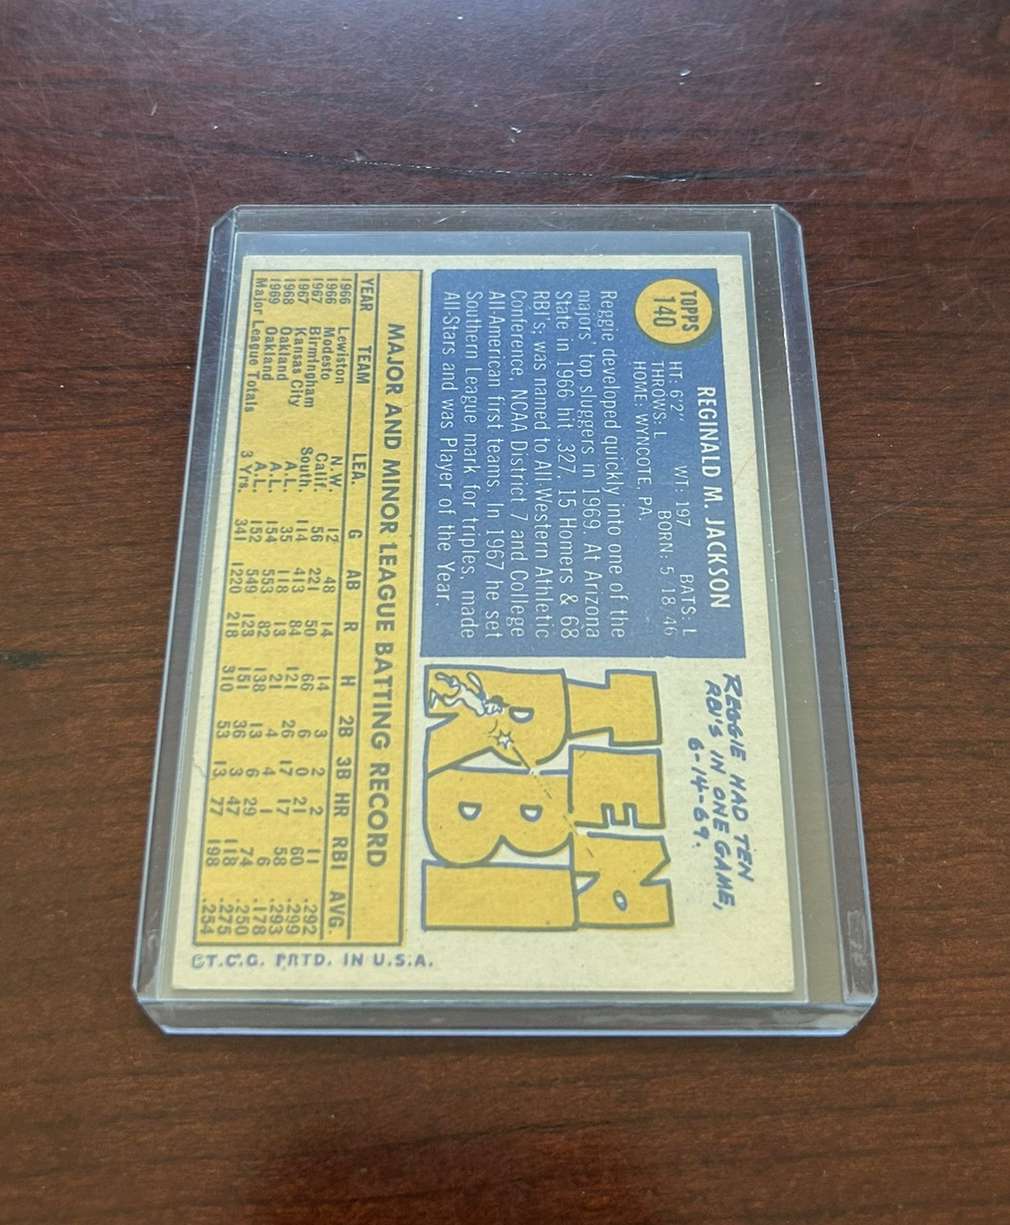 TOPPS
140
REGINALD M. JACKSON
HT: 6'2" WT: 197 BATS: L
THROWS: L BORN: 5 18 46
HOME: WYNCOTE, PA.
Reggie developed quickly into one of the
majors' top sluggers in 1969. At Arizona
State in 1966 hit .327, 15 Homers & 68
RBI's; was named to All-Western Athletic
Conference, NCAA District 7 and College
All-American first teams. In 1967 he set
Southern League mark for triples, made
All-Stars and was Player of the Year.
REGGIE HAD TEN
RBI'S IN ONE GAME,
6-14-69.
TEN
RBI
MAJOR AND MINOR LEAGUE BATTING RECORD
YEAR TEAM LEA. G AB R H 2B 3B HR RBI AVG.
1966 Lewiston N.W. 12 48 14 14 3 2 2 11 .292
1966 Modesto Calif. 56 221 50 66 6 0 21 60 .299
1967 Birmingham South. 114 413 84 121 26 17 17 58 .293
1967 Kansas City A.L. 35 118 13 21 4 4 1 6 .178
1968 Oakland A.L. 154 553 82 138 13 6 29 74 .250
1969 Oakland A.L. 152 549 123 151 36 3 47 118 .275
Major League Totals 3 Yrs. 341 1220 218 310 53 13 77 198 .254
©T.C.G. PRTD. IN U.S.A.